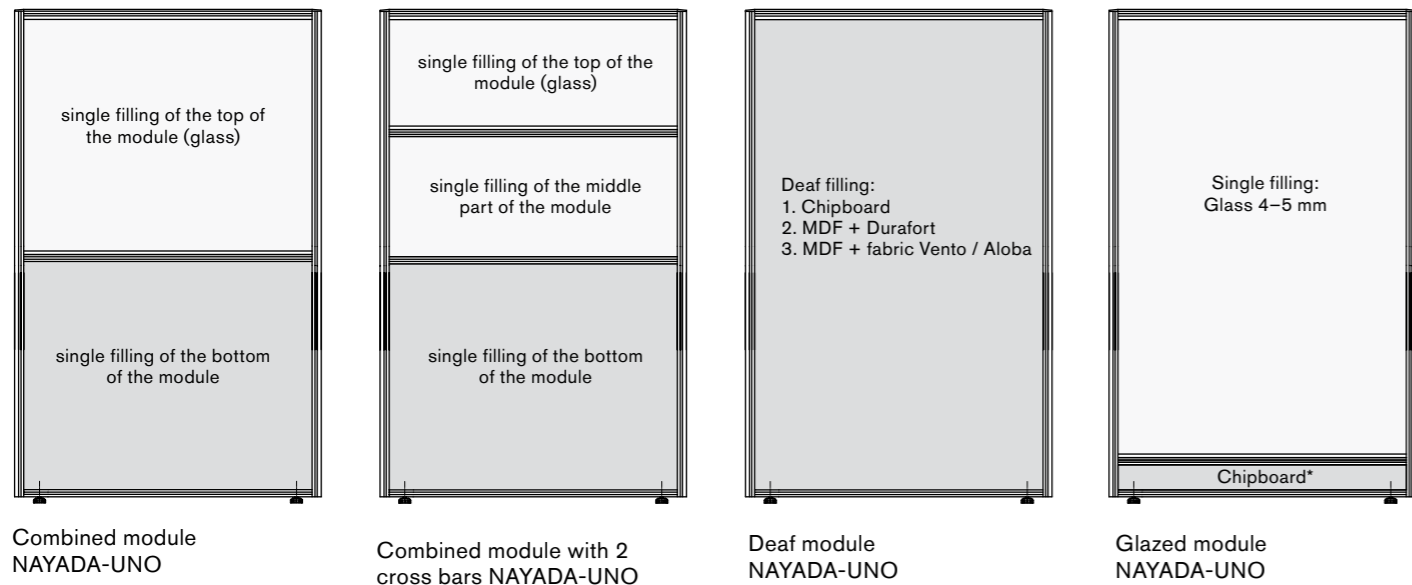 single filling of the top of
the module (glass)
single filling of the bottom
of the module
Combined module
NAYADA-UNO
single filling of the top of the
module (glass)
single filling of the middle
part of the module
single filling of the bottom
of the module
Combined module with 2
cross bars NAYADA-UNO
Deaf filling:
1. Chipboard
2. MDF + Durafort
3. MDF + fabric Vento / Aloba
Deaf module
NAYADA-UNO
Single filling:
Glass 4–5 mm
Chipboard*
Glazed module
NAYADA-UNO